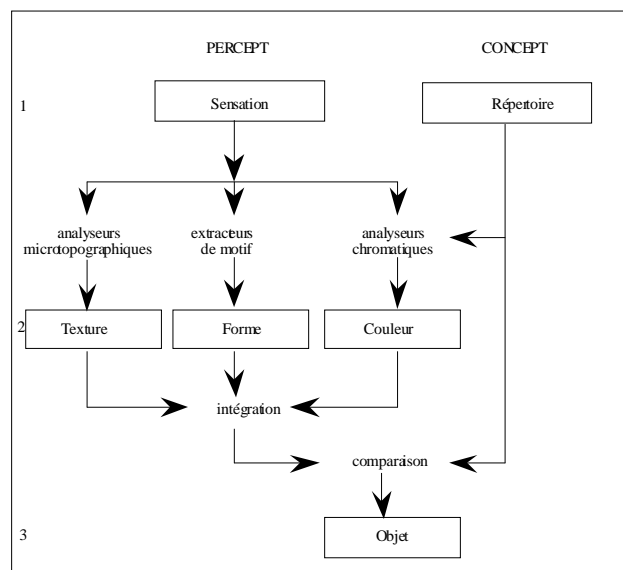 PERCEPT CONCEPT
1 Sensation Répertoire
analyseurs extracteurs analyseurs
microtopographiques de motif chromatiques
2 Texture Forme Couleur
intégration
comparaison
3 Objet